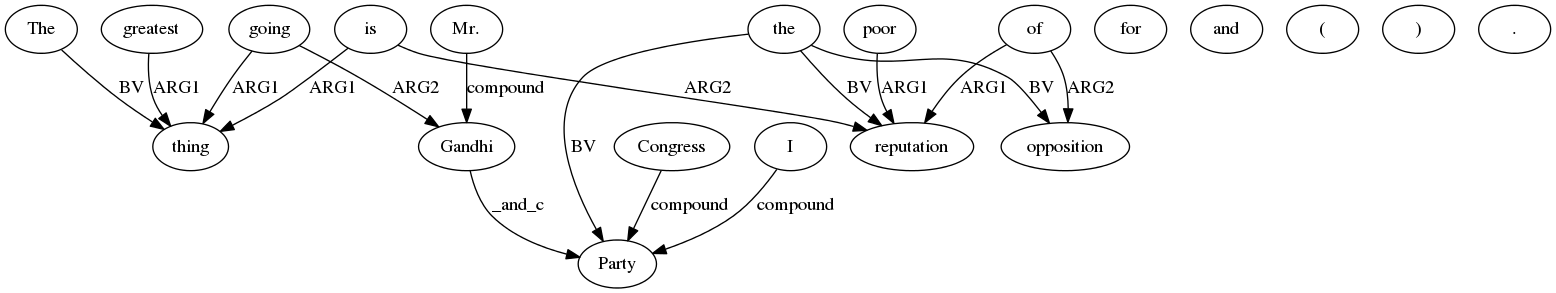 The greatest going is Mr. the poor of for and ( ) .
BV ARG1 ARG1 ARG1 ARG2 compound ARG2 BV ARG1 ARG1 BV ARG2
thing Gandhi Congress I reputation opposition
BV
_and_c compound compound
Party